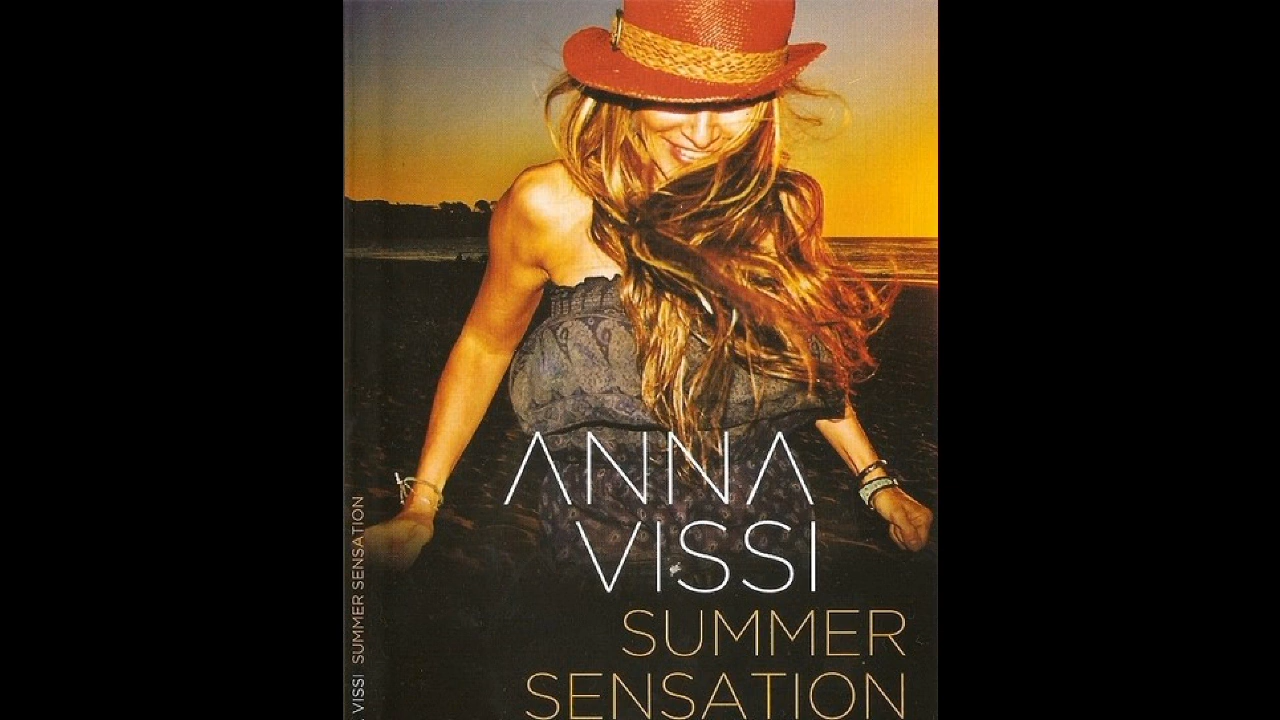 ANNA
VISSI
SUMMER
SENSATION
VISSI SUMMER SENSATION